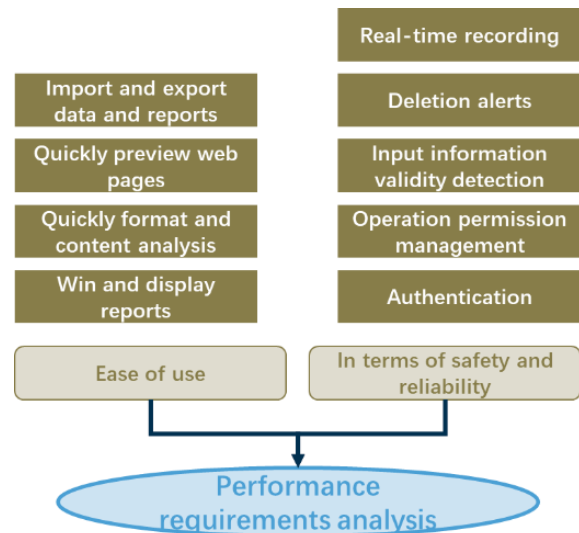 Real-time recording
Import and export
data and reports
Deletion alerts
Quickly preview web
pages
Input information
validity detection
Quickly format and
content analysis
Operation permission
management
Win and display
reports
Authentication
Ease of use
In terms of safety and
reliability
Performance
requirements analysis